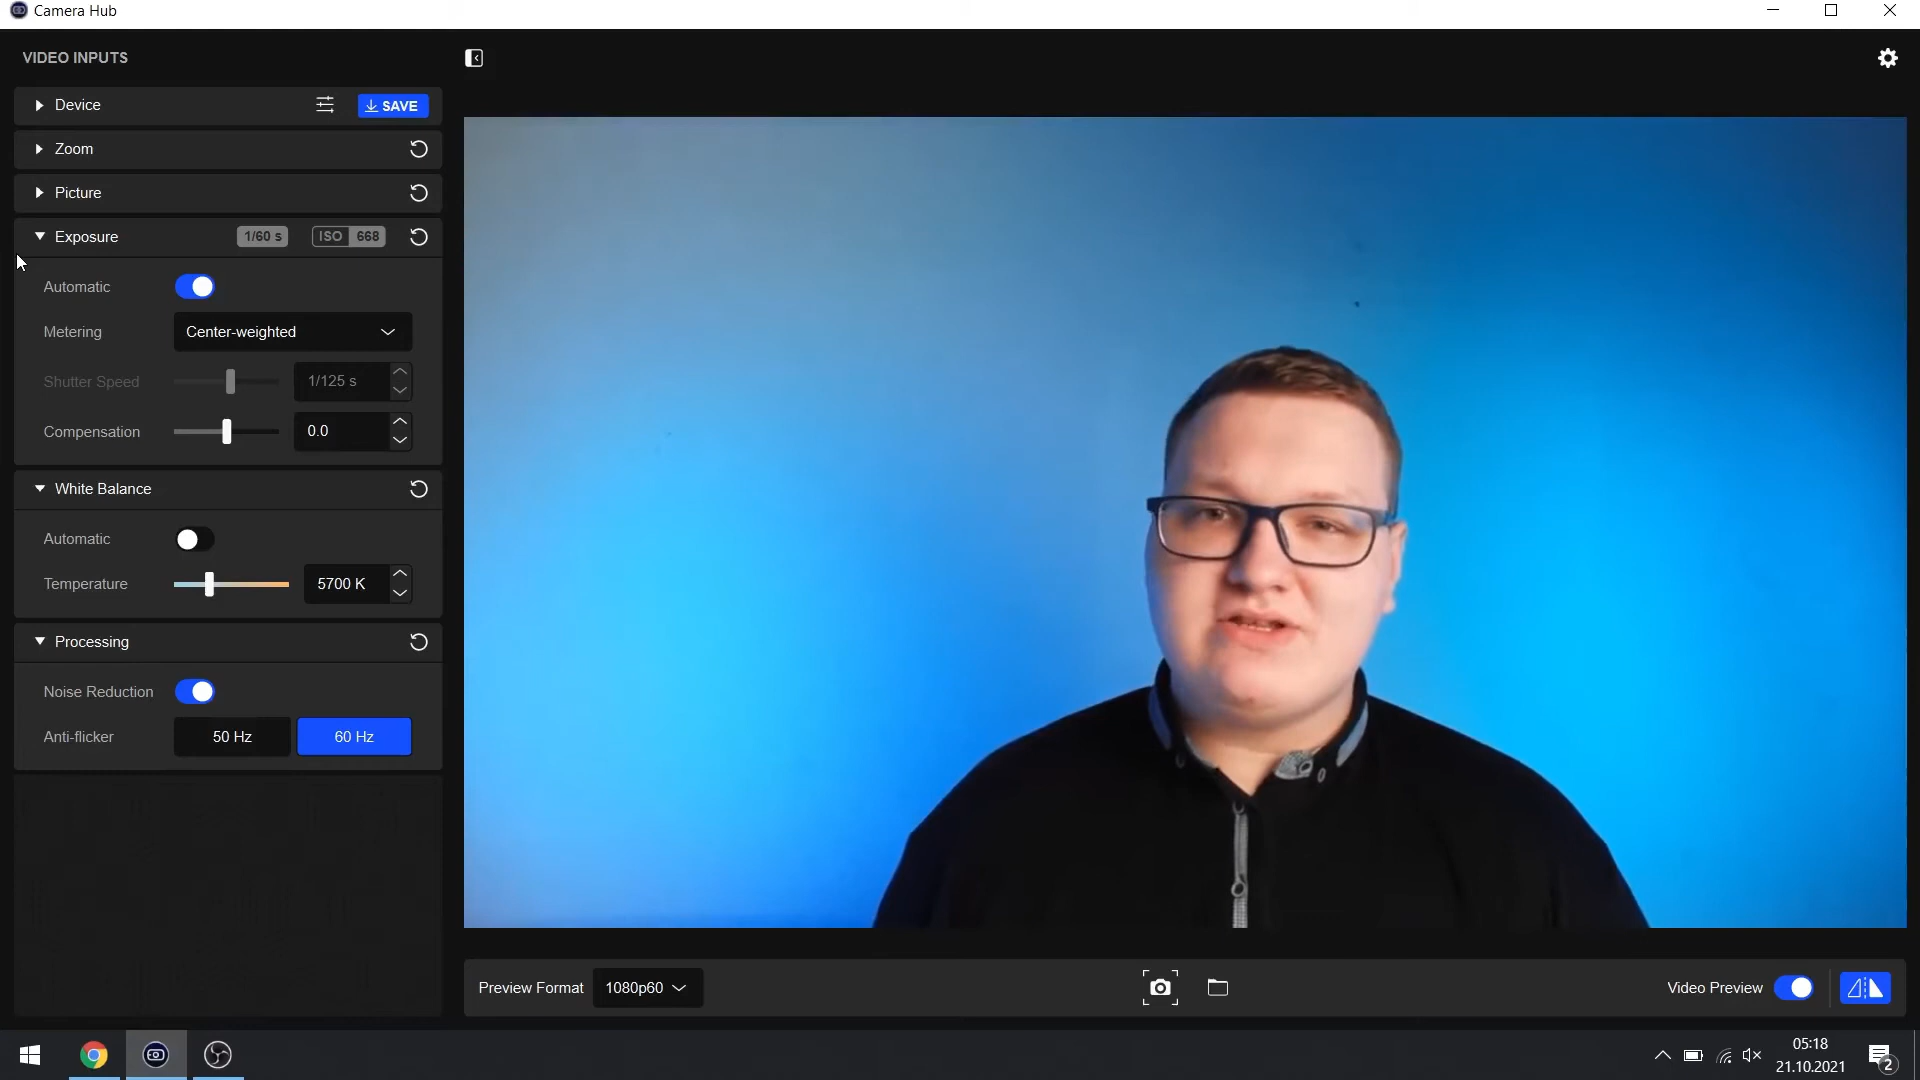 Camera Hub
VIDEO INPUTS
Device
SAVE
Zoom
Picture
Exposure 1/60 s ISO 668
Automatic
Metering Center-weighted
Shutter Speed 1/125 s
Compensation 0.0
White Balance
Automatic
Temperature 5700 K
Processing
Noise Reduction
Anti-flicker 50 Hz 60 Hz
Preview Format 1080p60
Video Preview
05:18
21.10.2021
2